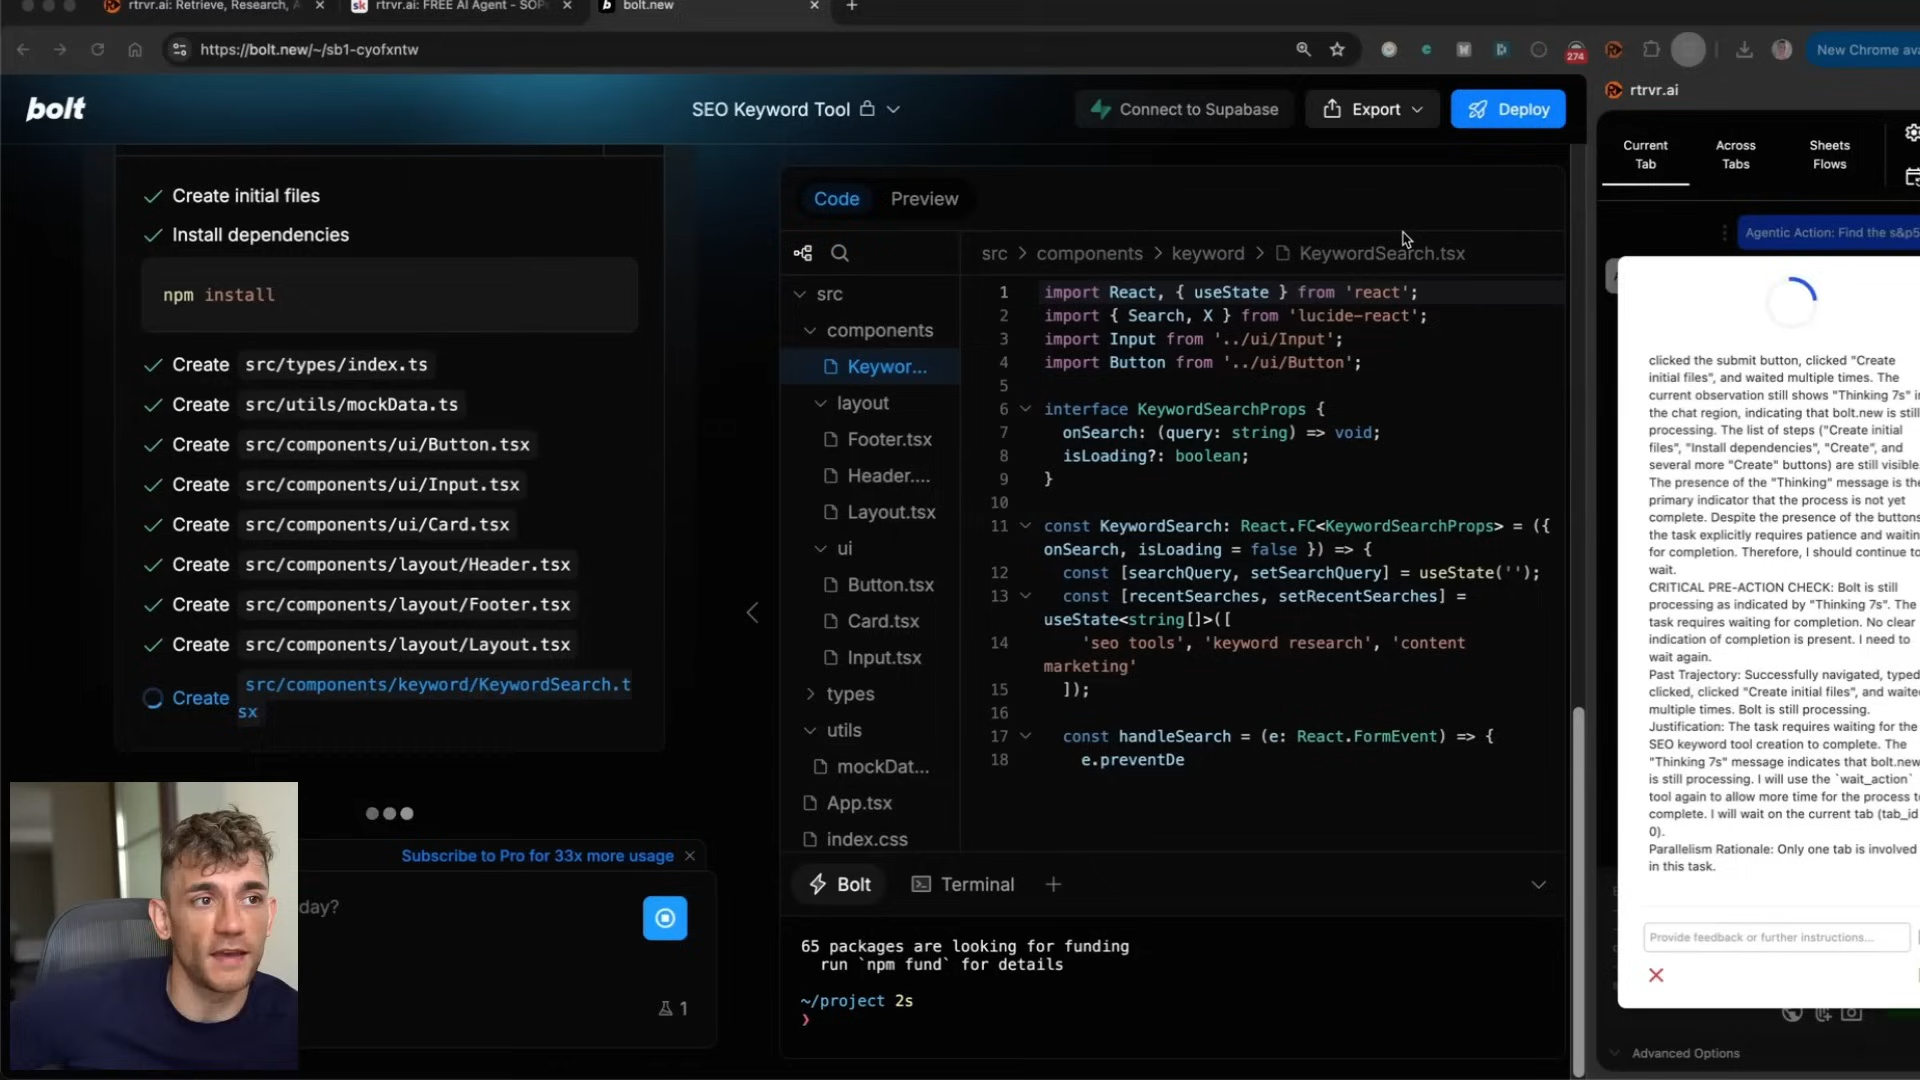 rtrvr.ai: Retrieve, Research, A
rtrvr.ai: FREE AI Agent - SOP
bolt.new
https://bolt.new/~/sb1-cyofxntw
274
New Chrome ava
bolt
SEO Keyword Tool
Connect to Supabase
Export
Deploy
Create initial files
Install dependencies
npm install
Create src/types/index.ts
Create src/utils/mockData.ts
Create src/components/ui/Button.tsx
Create src/components/ui/Input.tsx
Create src/components/ui/Card.tsx
Create src/components/layout/Header.tsx
Create src/components/layout/Footer.tsx
Create src/components/layout/Layout.tsx
Create src/components/keyword/KeywordSearch.t
sx
Subscribe to Pro for 33x more usage
day?
1
Code Preview
src > components > keyword > KeywordSearch.tsx
src
components
Keywor...
layout
Footer.tsx
Header....
Layout.tsx
ui
Button.tsx
Card.tsx
Input.tsx
types
utils
mockDat...
App.tsx
index.css
1 import React, { useState } from 'react';
2 import { Search, X } from 'lucide-react';
3 import Input from '../ui/Input';
4 import Button from '../ui/Button';
5
6 interface KeywordSearchProps {
7 onSearch: (query: string) => void;
8 isLoading?: boolean;
9 }
10
11 const KeywordSearch: React.FC<KeywordSearchProps> = ({
onSearch, isLoading = false }) => {
12 const [searchQuery, setSearchQuery] = useState('');
13 const [recentSearches, setRecentSearches] =
useState<string[]>([
14 'seo tools', 'keyword research', 'content
marketing'
15 ]);
16
17 const handleSearch = (e: React.FormEvent) => {
18 e.preventDe
Bolt
Terminal
65 packages are looking for funding
run `npm fund` for details
~/project 2s
❯
rtrvr.ai
Current
Tab
Across
Tabs
Sheets
Flows
Agentic Action: Find the s&p5
clicked the submit button, clicked "Create
initial files", and waited multiple times. The
current observation still shows "Thinking 7s" in
the chat region, indicating that bolt.new is still
processing. The list of steps ("Create initial
files", "Install dependencies", "Create", and
several more "Create" buttons) are still visible.
The presence of the "Thinking" message is the
primary indicator that the process is not yet
complete. Despite the presence of the buttons
the task explicitly requires patience and waitin
for completion. Therefore, I should continue to
wait.
CRITICAL PRE-ACTION CHECK: Bolt is still
processing as indicated by "Thinking 7s". The
task requires waiting for completion. No clear
indication of completion is present. I need to
wait again.
Past Trajectory: Successfully navigated, typed
clicked, clicked "Create initial files", and waited
multiple times. Bolt is still processing.
Justification: The task requires waiting for the
SEO keyword tool creation to complete. The
"Thinking 7s" message indicates that bolt.new
is still processing. I will use the `wait_action`
tool again to allow more time for the process to
complete. I will wait on the current tab (tab_id
0).
Parallelism Rationale: Only one tab is involved
in this task.
Provide feedback or further instructions...
Advanced Options